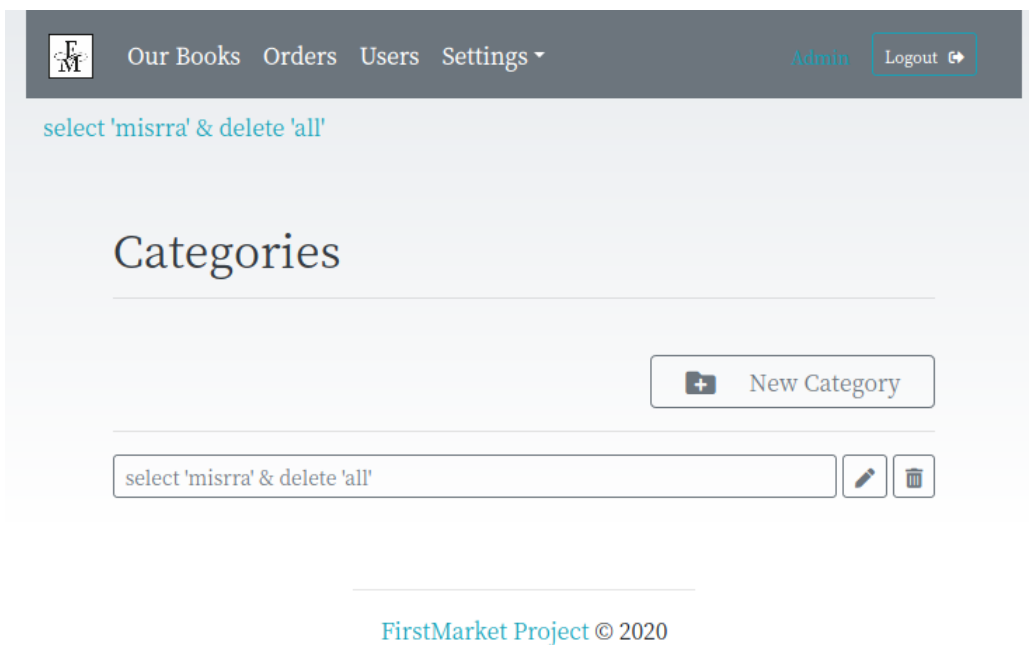 FM
Our Books Orders Users Settings
Admin
Logout
select 'misrra' & delete 'all'
Categories
New Category
select 'misrra' & delete 'all'
FirstMarket Project © 2020